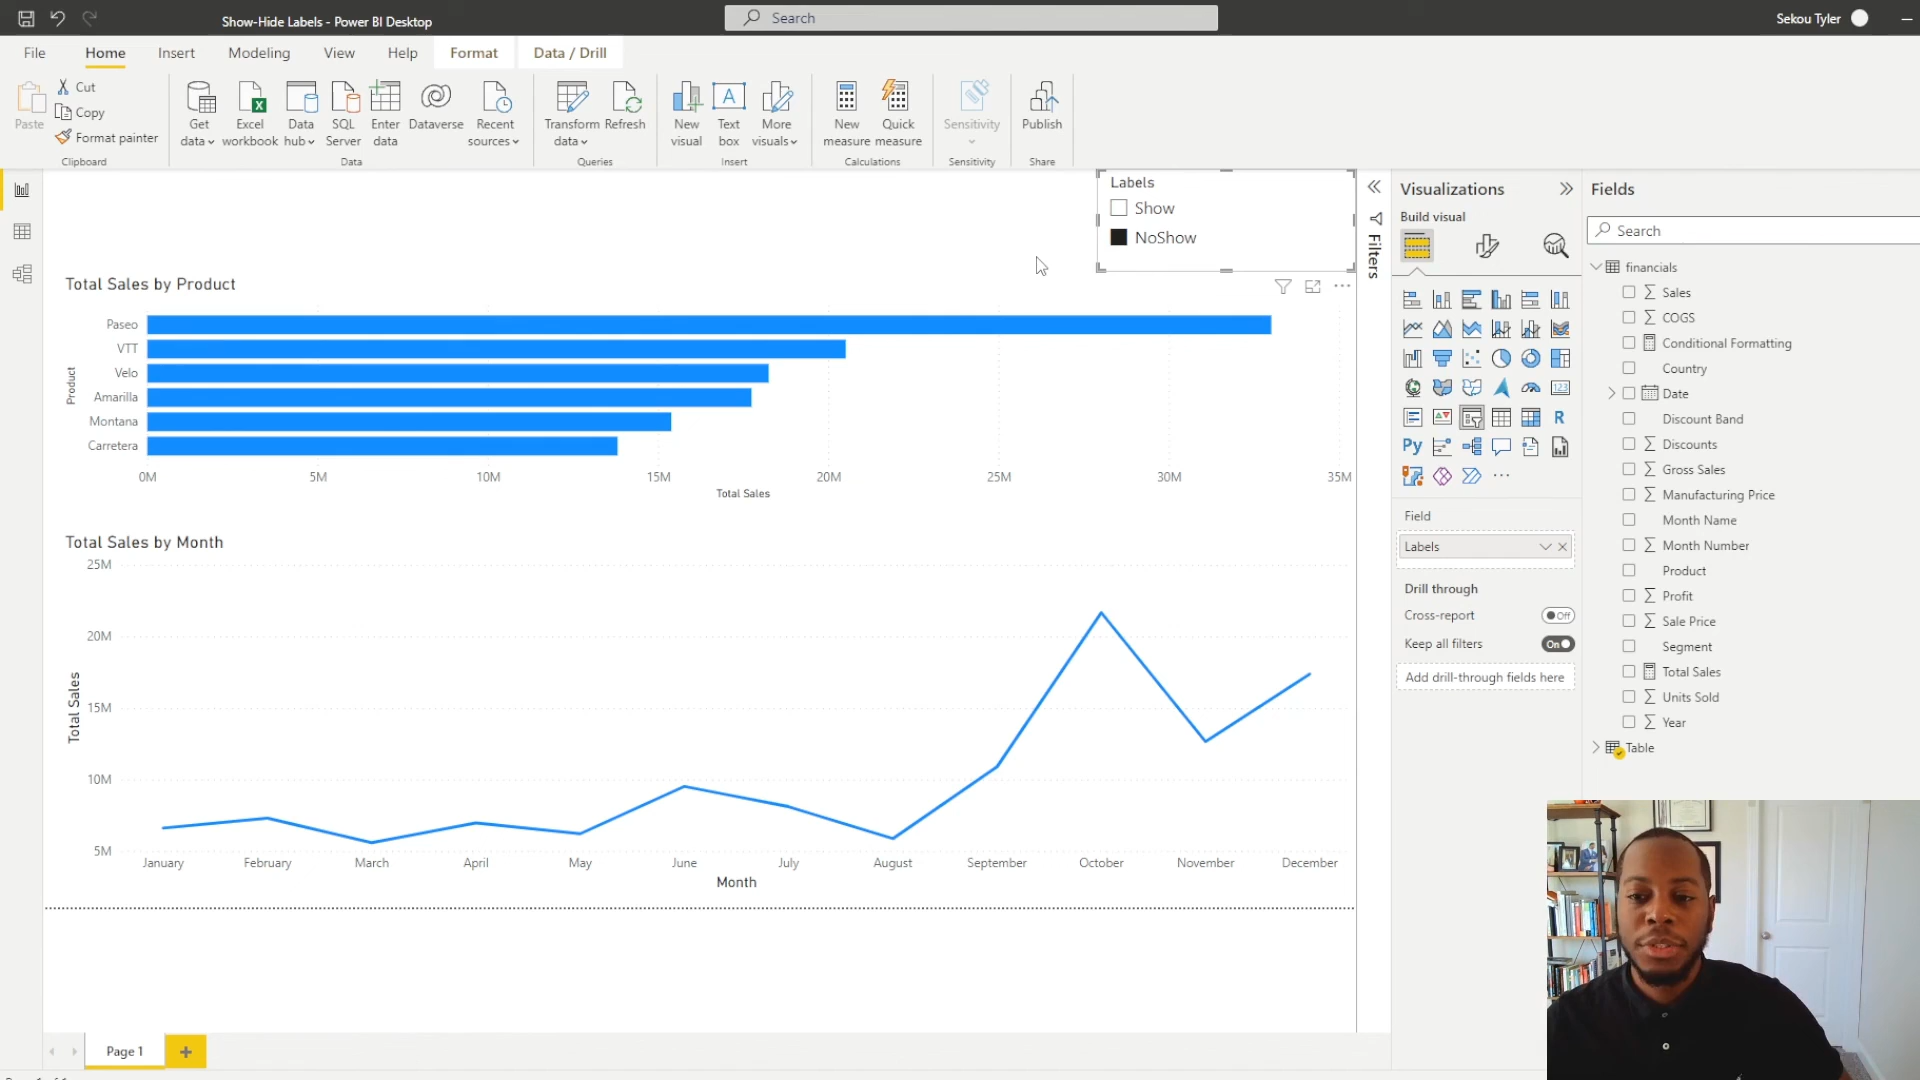 Show-Hide Labels - Power BI Desktop
Search
Sekou Tyler
File
Home
Insert
Modeling
View
Help
Format
Data / Drill
Paste
Cut
Copy
Format painter
Clipboard
Get data
Excel workbook
Data hub
SQL Server
Enter data
Dataverse
Recent sources
Data
Transform data
Refresh
Queries
New visual
Text box
More visuals
Insert
New measure
Quick measure
Calculations
Sensitivity
Sensitivity
Publish
Share
Labels
Show
NoShow
Total Sales by Product
Product
Paseo
VTT
Velo
Amarilla
Montana
Carretera
0M 5M 10M 15M 20M 25M 30M 35M
Total Sales
Total Sales by Month
Total Sales
25M
20M
15M
10M
5M
January February March April May June July August September October November December
Month
Page 1
Filters
Visualizations
Build visual
123
R
Py
Field
Labels
Drill through
Cross-report
Off
Keep all filters
On
Add drill-through fields here
Fields
Search
financials
Sales
COGS
Conditional Formatting
Country
Date
Discount Band
Discounts
Gross Sales
Manufacturing Price
Month Name
Month Number
Product
Profit
Sale Price
Segment
Total Sales
Units Sold
Year
Table